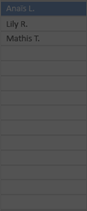 Anaïs L.
Lily R.
Mathis T.